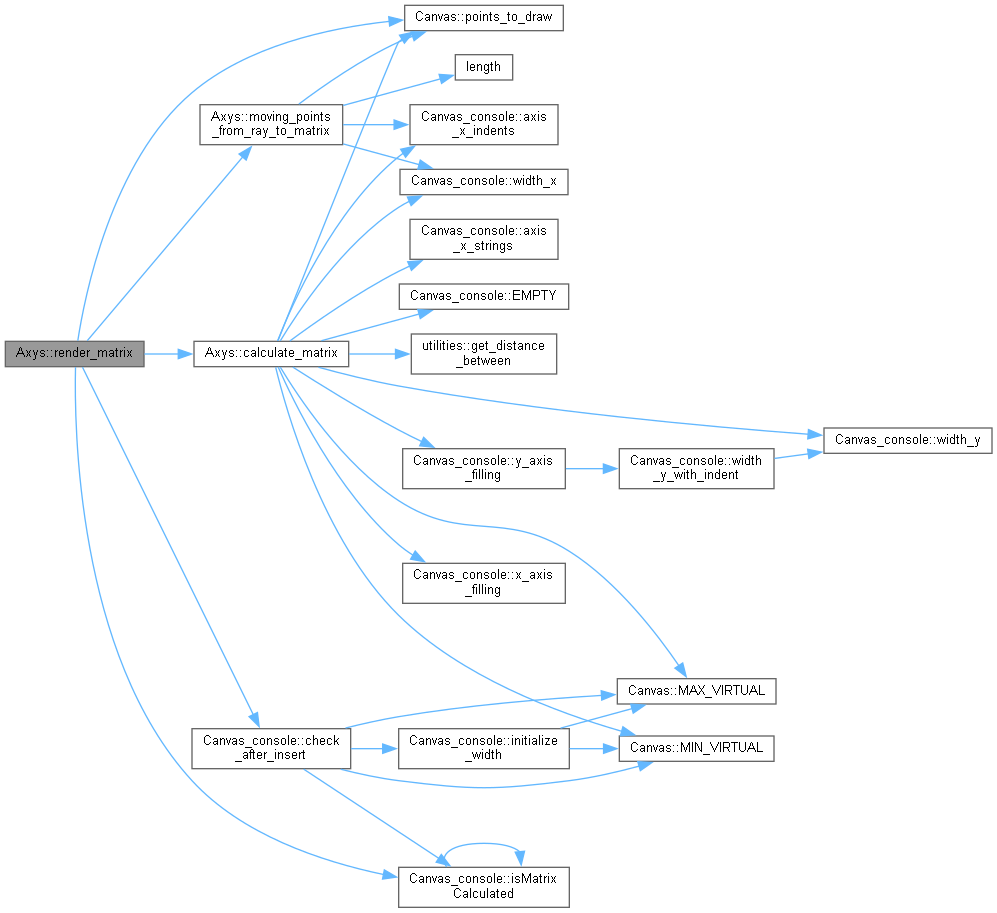 Canvas::points_to_draw
length
Axys::moving_points
_from_ray_to_matrix
Canvas_console::axis
_x_indents
Canvas_console::width_x
Canvas_console::axis
_x_strings
Canvas_console::EMPTY
Axys::render_matrix
Axys::calculate_matrix
utilities::get_distance
_between
Canvas_console::width_y
Canvas_console::y_axis
_filling
Canvas_console::width
_y_with_indent
Canvas_console::x_axis
_filling
Canvas::MAX_VIRTUAL
Canvas_console::check
_after_insert
Canvas_console::initialize
_width
Canvas::MIN_VIRTUAL
Canvas_console::isMatrix
Calculated